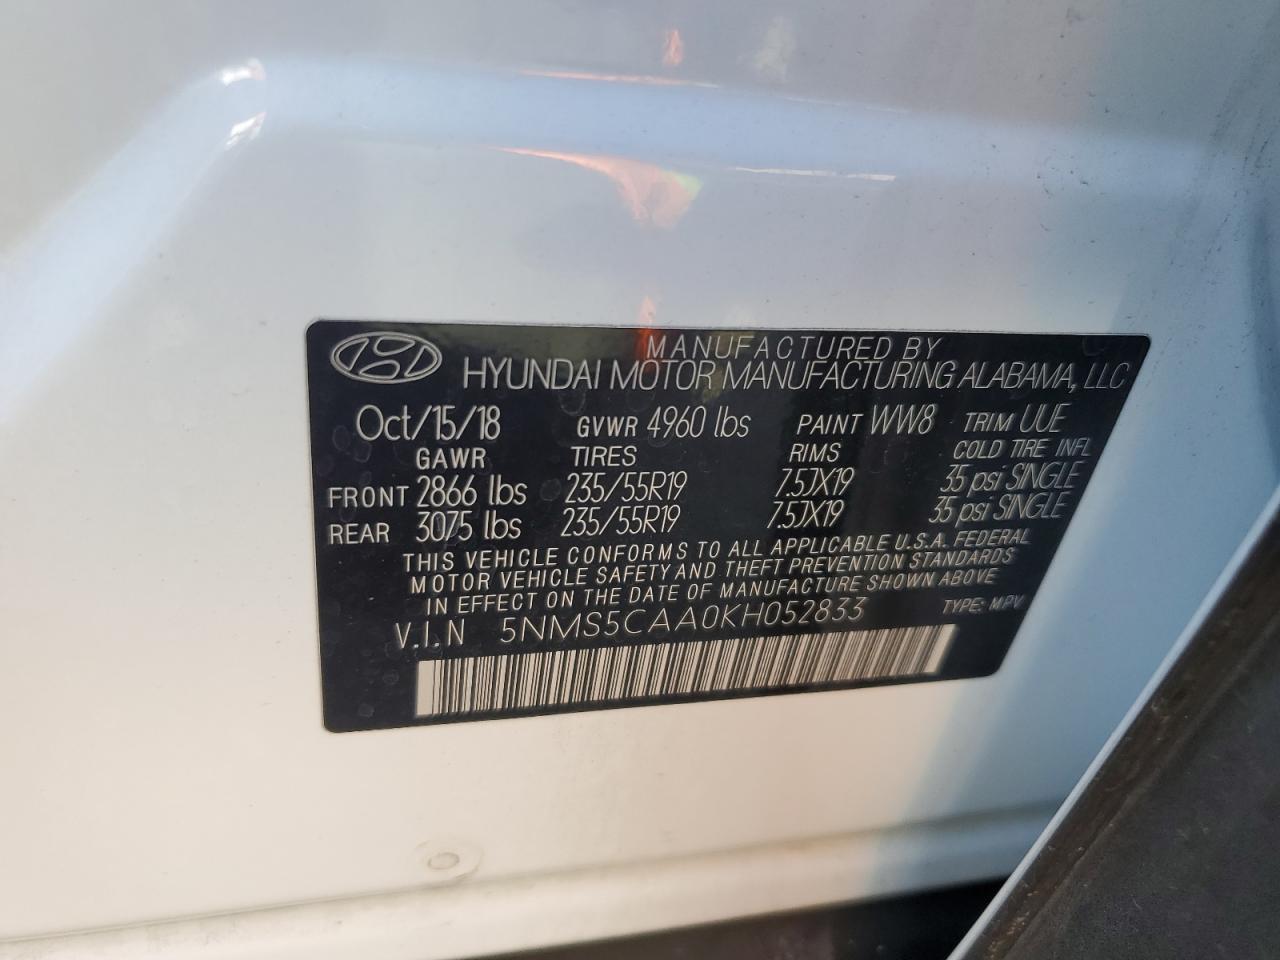 MANUFACTURED BY
HYUNDAI MOTOR MANUFACTURING ALABAMA, LLC
Oct/15/18 GVWR 4960 lbs PAINT WW8 TRIM UUE
GAWR TIRES RIMS COLD TIRE INFL
FRONT 2866 lbs 235/55R19 7.5JX19 35 psi SINGLE
REAR 3075 lbs 235/55R19 7.5JX19 35 psi SINGLE
THIS VEHICLE CONFORMS TO ALL APPLICABLE U.S.A. FEDERAL
MOTOR VEHICLE SAFETY AND THEFT PREVENTION STANDARDS
IN EFFECT ON THE DATE OF MANUFACTURE SHOWN ABOVE
V.I.N 5NMS5CAA0KH052833 TYPE: MPV